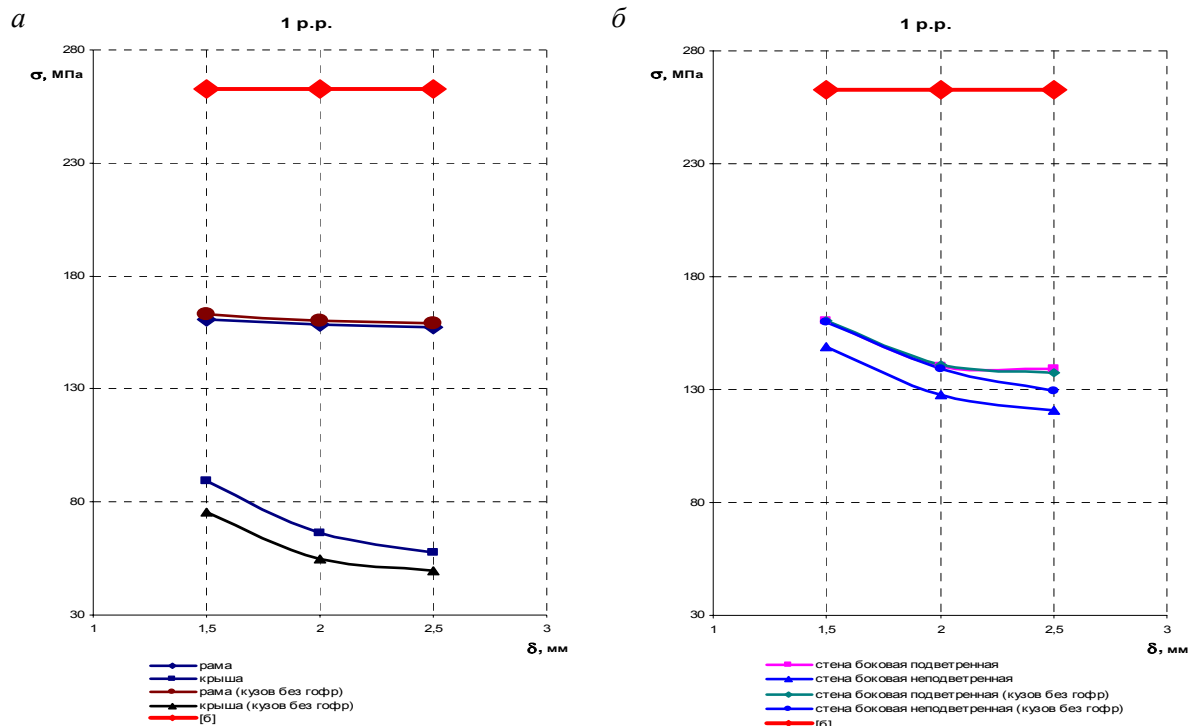 а
1 р.р.
σ, МПа
280
230
180
130
80
30
1
1,5
2
2,5
3
δ, мм
рама
крыша
рама (кузов без гофр)
крыша (кузов без гофр)
[б]
б
1 р.р.
σ, МПа
280
230
180
130
80
30
1
1,5
2
2,5
3
δ, мм
стена боковая подветренная
стена боковая неподветренная
стена боковая подветренная (кузов без гофр)
стена боковая неподветренная (кузов без гофр)
[б]